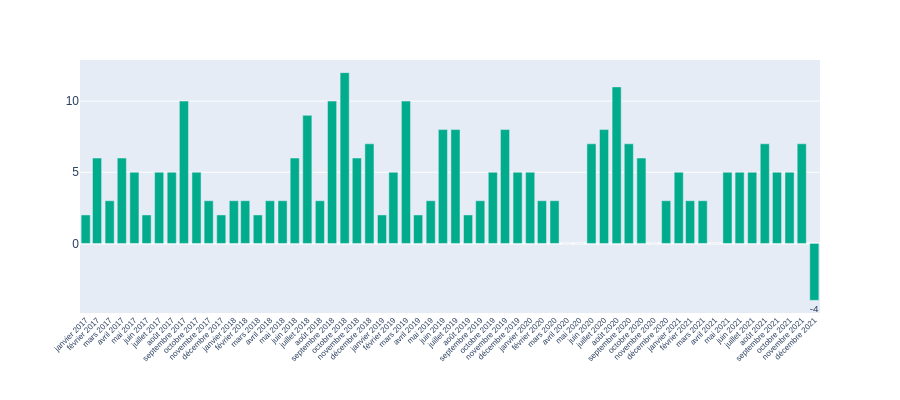 10
5
0
-4
janvier 2017
février 2017
mars 2017
avril 2017
mai 2017
juin 2017
juillet 2017
août 2017
septembre 2017
octobre 2017
novembre 2017
décembre 2017
janvier 2018
février 2018
mars 2018
avril 2018
mai 2018
juin 2018
juillet 2018
août 2018
septembre 2018
octobre 2018
novembre 2018
décembre 2018
janvier 2019
février 2019
mars 2019
avril 2019
mai 2019
juin 2019
juillet 2019
août 2019
septembre 2019
octobre 2019
novembre 2019
décembre 2019
janvier 2020
février 2020
mars 2020
avril 2020
mai 2020
juin 2020
juillet 2020
août 2020
septembre 2020
octobre 2020
novembre 2020
décembre 2020
janvier 2021
février 2021
mars 2021
avril 2021
mai 2021
juin 2021
juillet 2021
août 2021
septembre 2021
octobre 2021
novembre 2021
décembre 2021